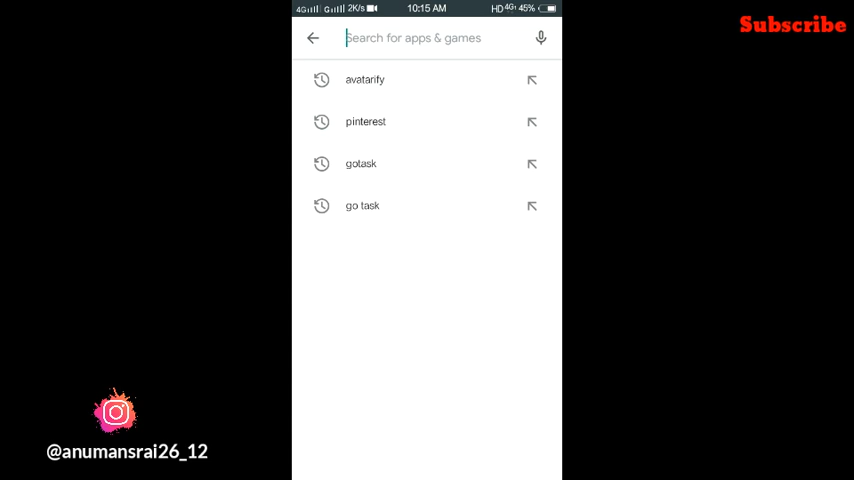 4G G 2K/s 10:15 AM HD 4G+ 45%
Subscribe
Search for apps & games
avatarify
pinterest
gotask
go task
@anumansrai26_12